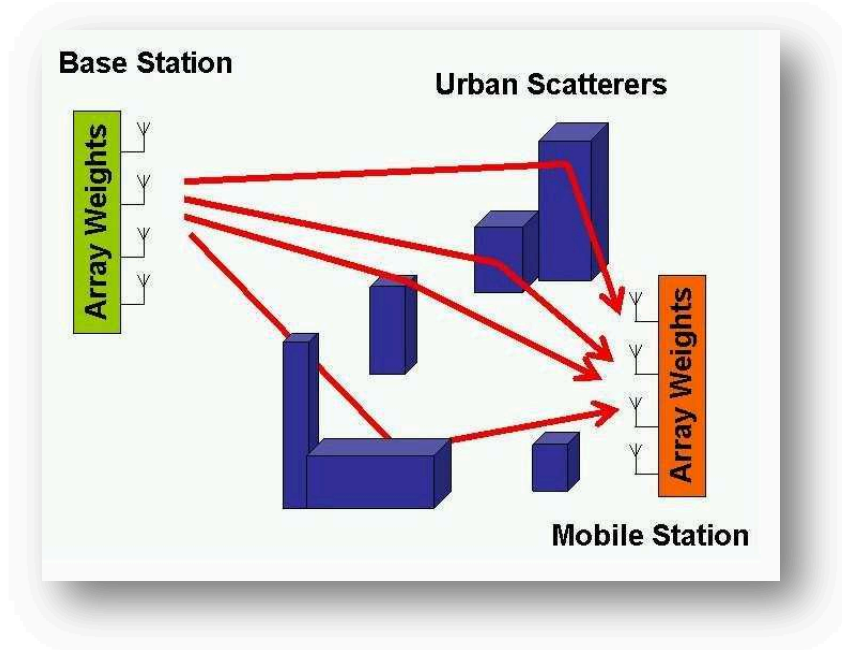 Base Station
Urban Scatterers
Array Weights
Array Weights
Mobile Station